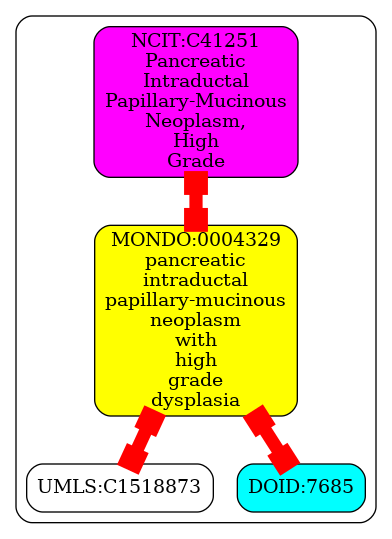 NCIT:C41251
Pancreatic
Intraductal
Papillary-Mucinous
Neoplasm,
High
Grade
MONDO:0004329
pancreatic
intraductal
papillary-mucinous
neoplasm
with
high
grade
dysplasia
UMLS:C1518873
DOID:7685